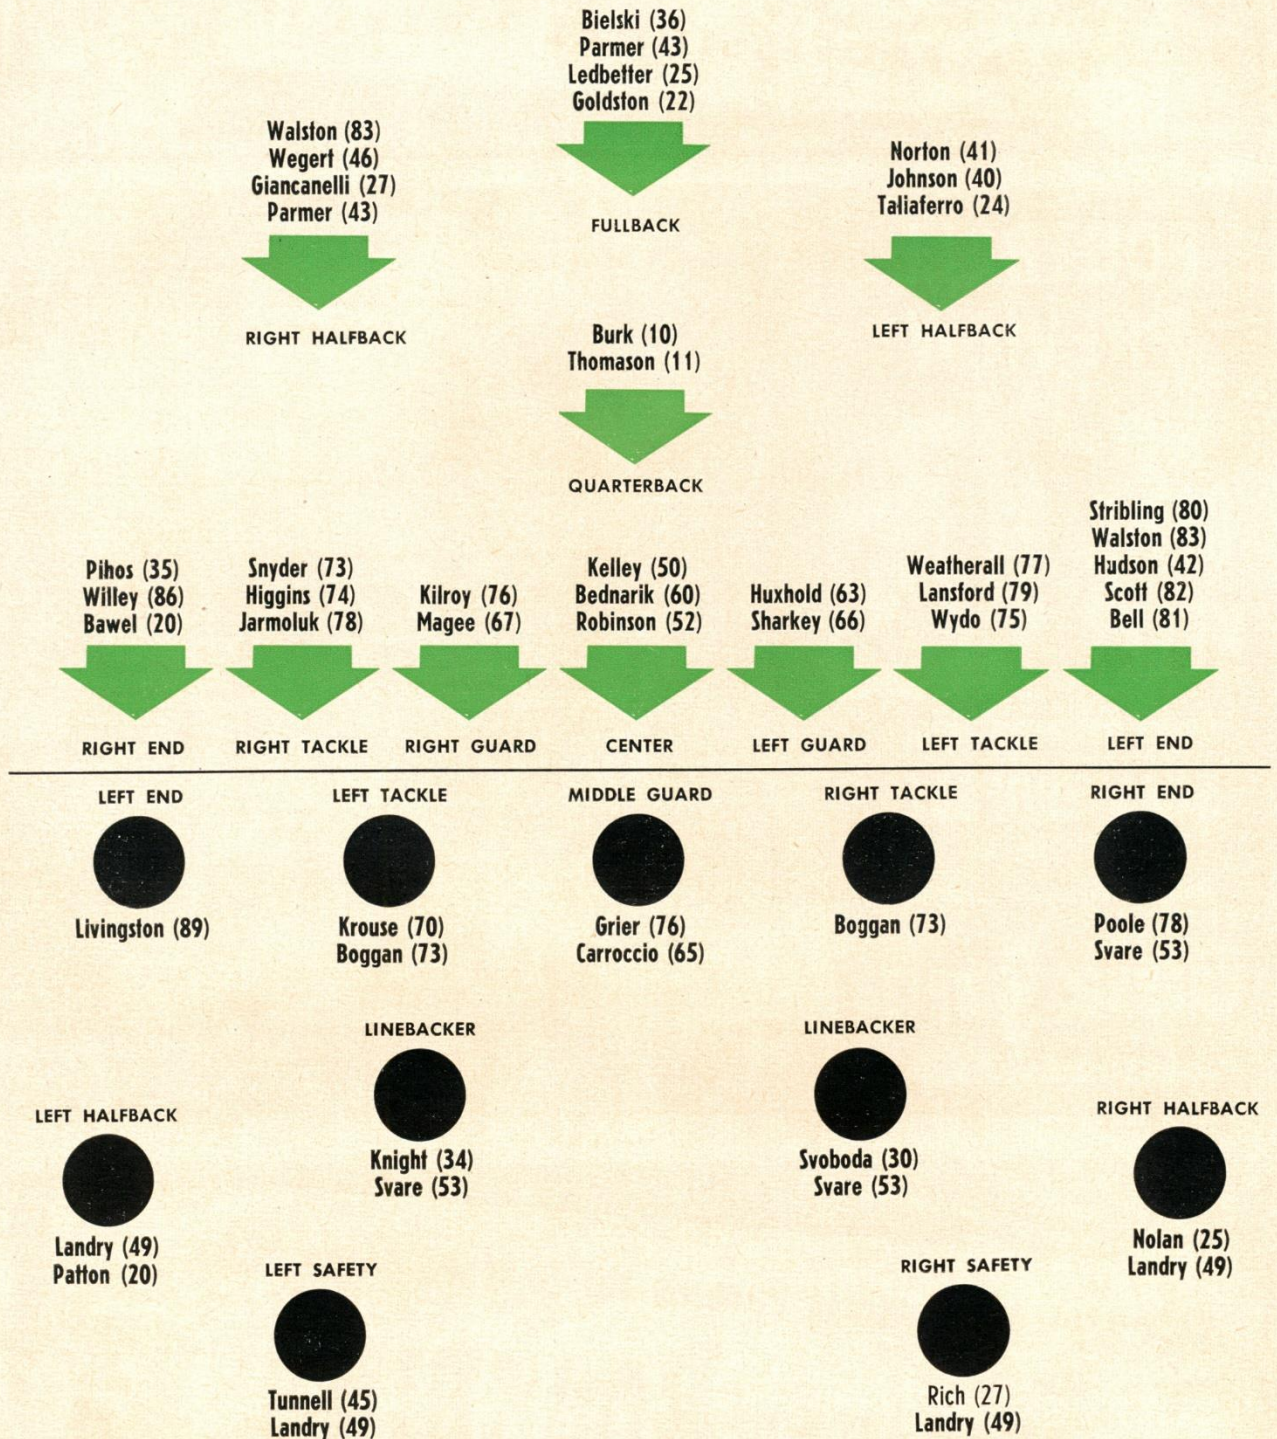 Bielski (36)
Parmer (43)
Ledbetter (25)
Goldston (22)
FULLBACK
Walston (83)
Wegert (46)
Giancanelli (27)
Parmer (43)
RIGHT HALFBACK
Norton (41)
Johnson (40)
Taliaferro (24)
LEFT HALFBACK
Burk (10)
Thomason (11)
QUARTERBACK
Pihos (35)
Willey (86)
Bawel (20)
RIGHT END
Snyder (73)
Higgins (74)
Jarmoluk (78)
RIGHT TACKLE
Kilroy (76)
Magee (67)
RIGHT GUARD
Kelley (50)
Bednarik (60)
Robinson (52)
CENTER
Huxhold (63)
Sharkey (66)
LEFT GUARD
Weatherall (77)
Lansford (79)
Wydo (75)
LEFT TACKLE
Stribling (80)
Walston (83)
Hudson (42)
Scott (82)
Bell (81)
LEFT END
LEFT END
Livingston (89)
LEFT TACKLE
Krouse (70)
Boggan (73)
MIDDLE GUARD
Grier (76)
Carroccio (65)
RIGHT TACKLE
Boggan (73)
RIGHT END
Poole (78)
Svare (53)
LINEBACKER
Knight (34)
Svare (53)
LINEBACKER
Svoboda (30)
Svare (53)
LEFT HALFBACK
Landry (49)
Patton (20)
RIGHT HALFBACK
Nolan (25)
Landry (49)
LEFT SAFETY
Tunnell (45)
Landry (49)
RIGHT SAFETY
Rich (27)
Landry (49)